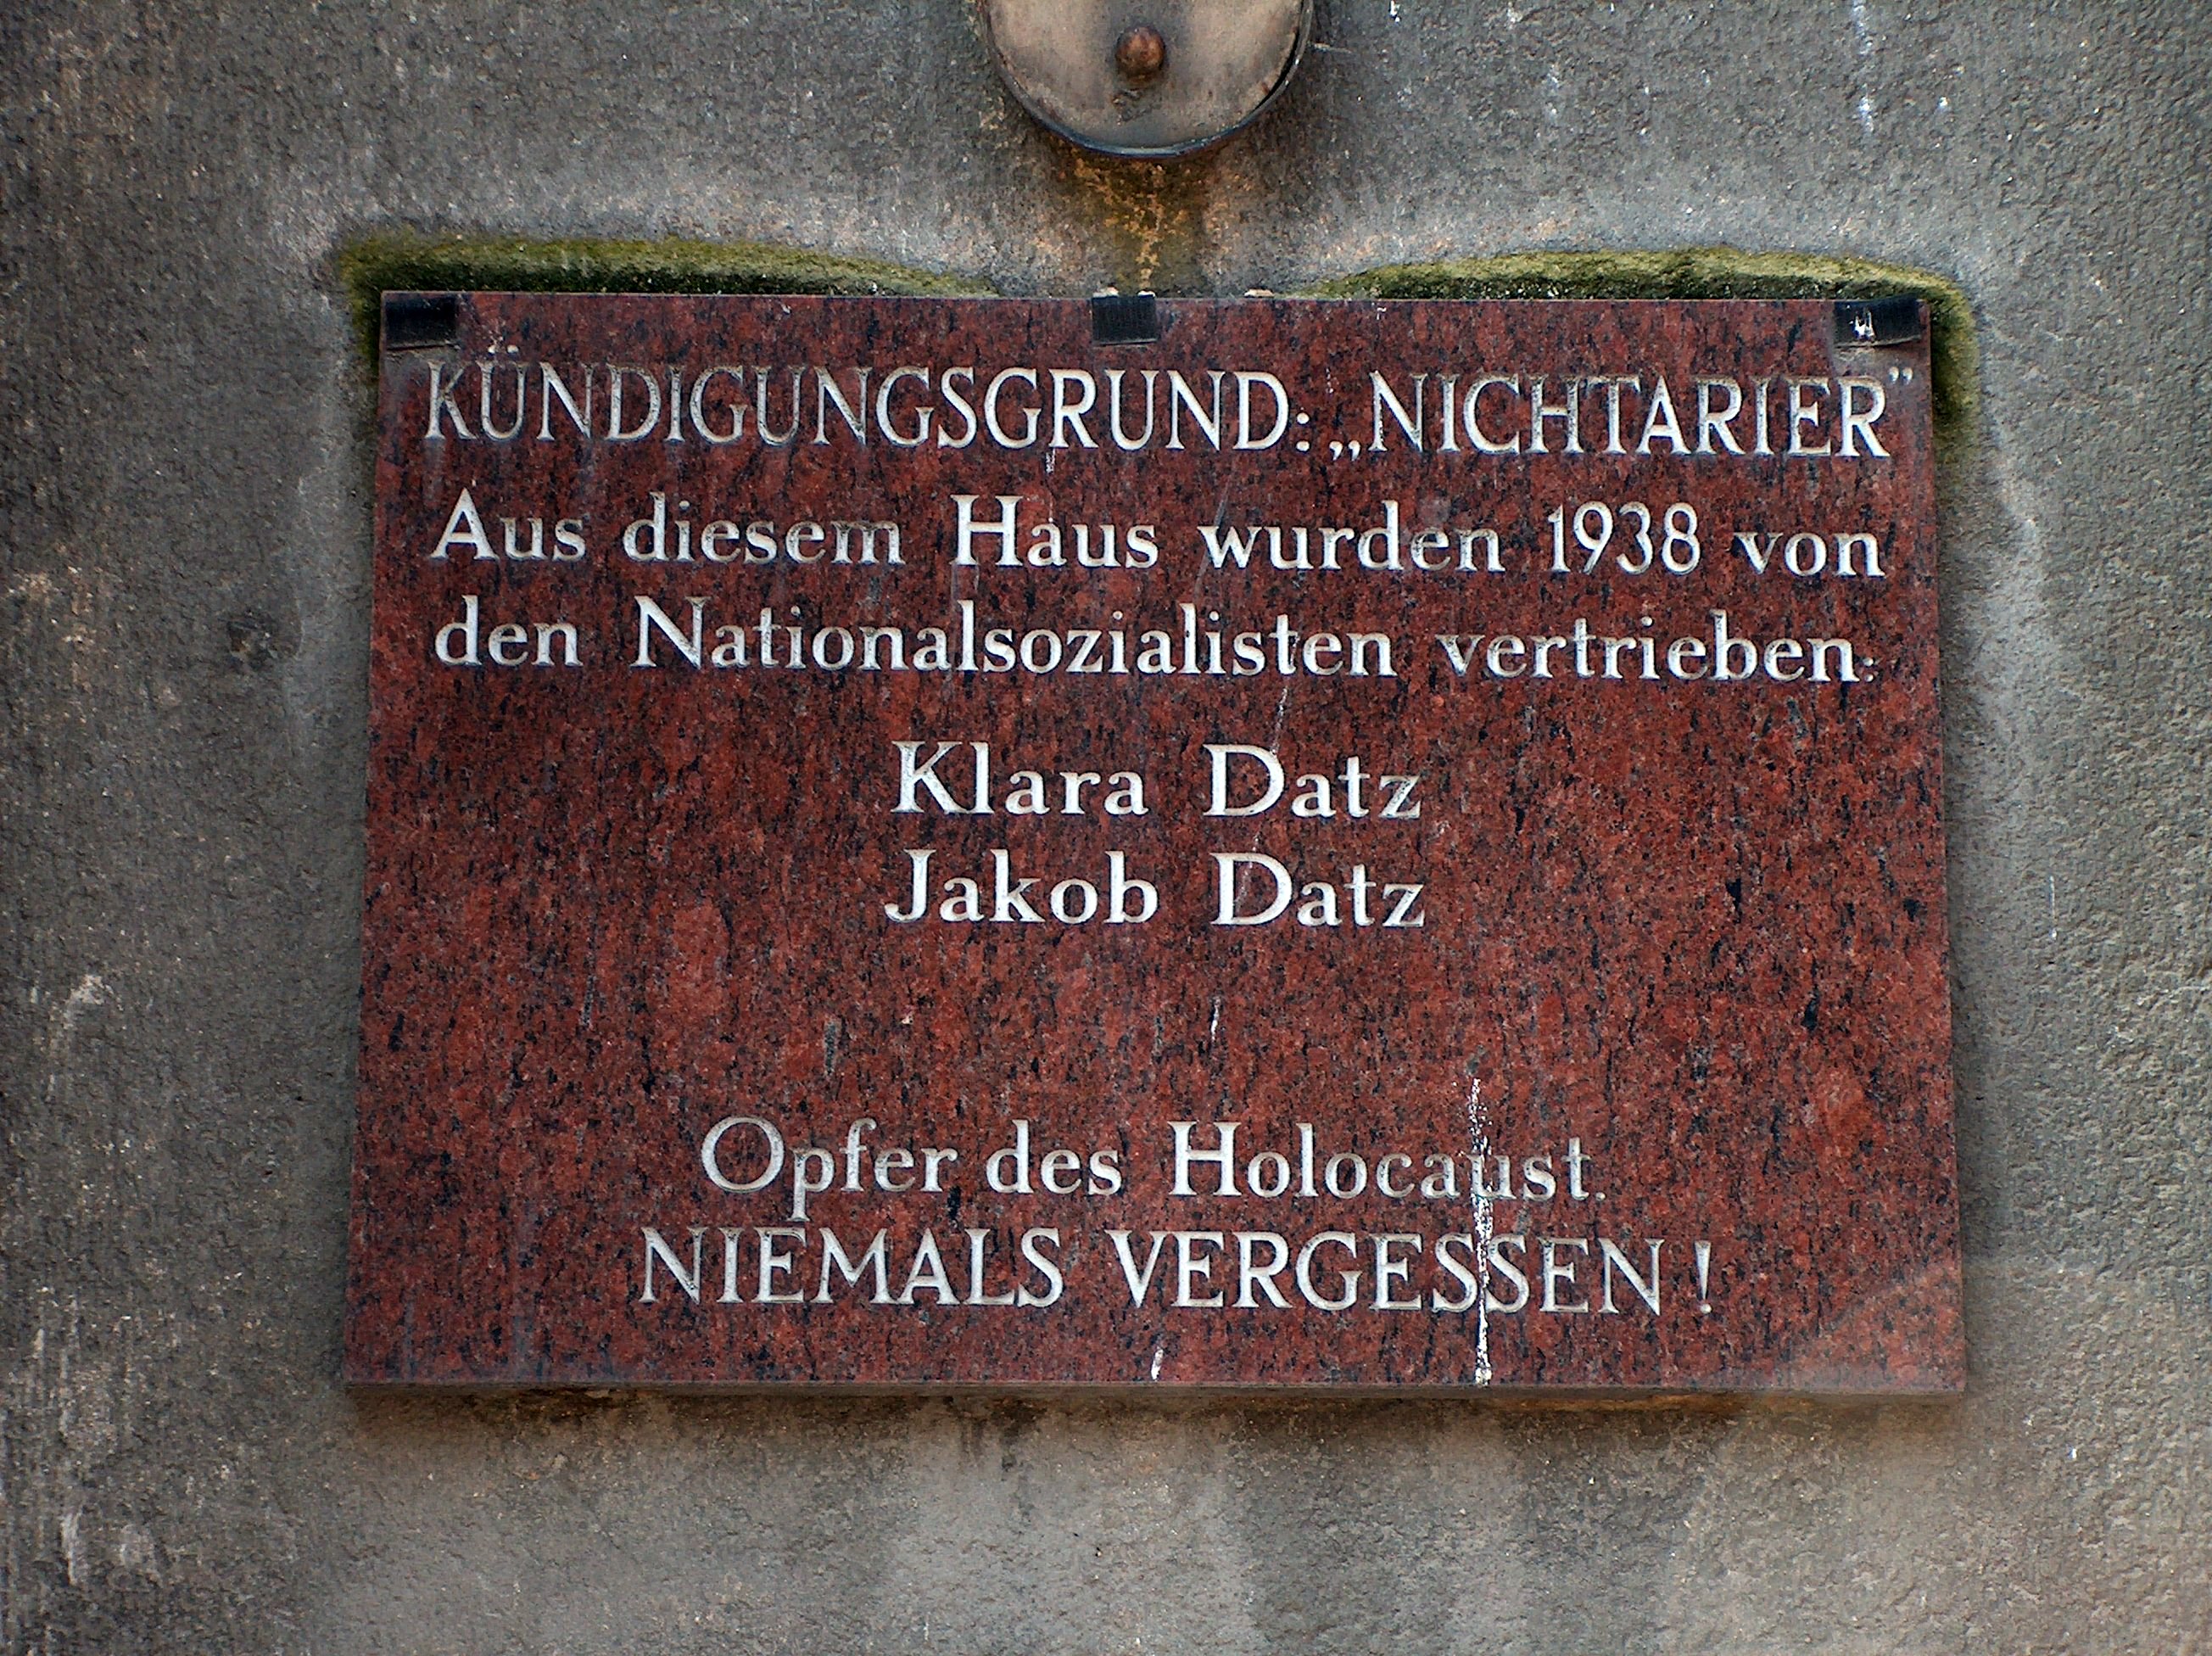 KÜNDIGUNGSGRUND: „NICHTARIER”
Aus diesem Haus wurden 1938 von
den Nationalsozialisten vertrieben:
Klara Datz
Jakob Datz
Opfer des Holocaust.
NIEMALS VERGESSEN!